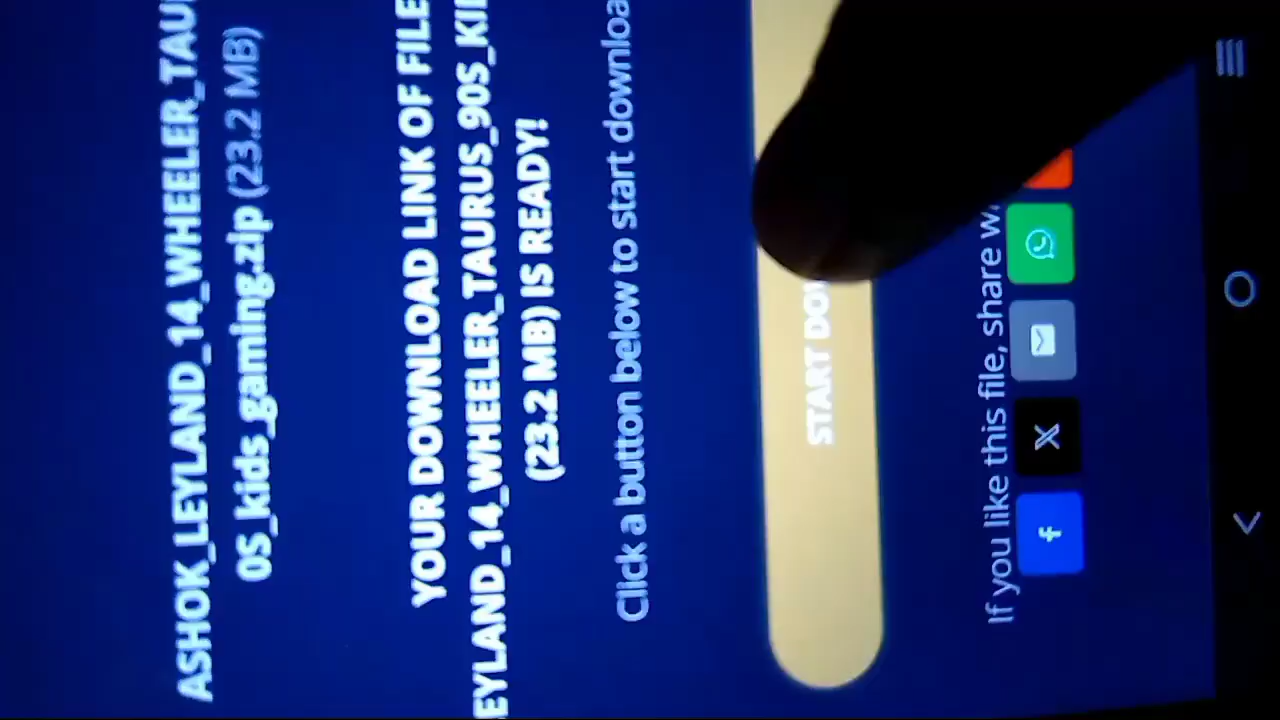 ASHOK_LEYLAND_14_WHEELER_TAU
0S_kids_gaming.zip (23.2 MB)
YOUR DOWNLOAD LINK OF FILE
EYLAND_14_WHEELER_TAURUS_90S_KI
(23.2 MB) IS READY!
Click a button below to start downloa
START DO
If you like this file, share w